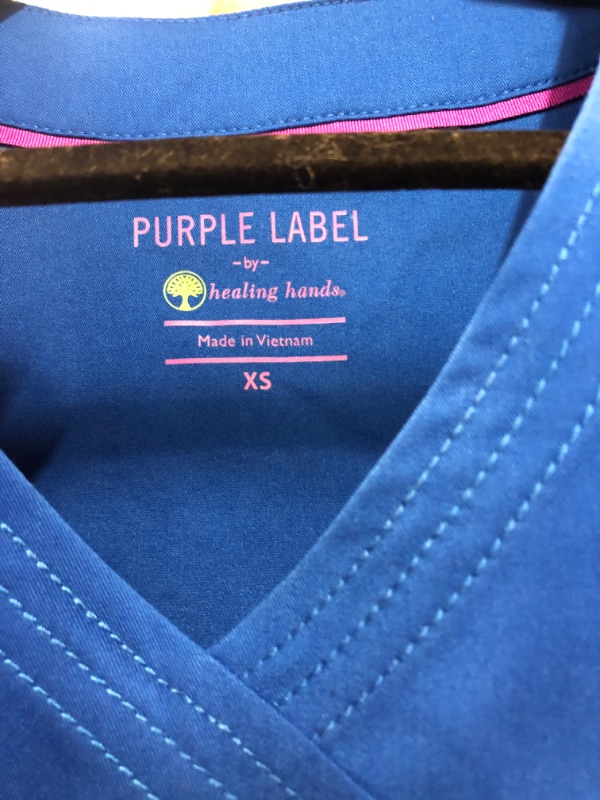 PURPLE LABEL
-by-
healing hands®
Made in Vietnam
XS